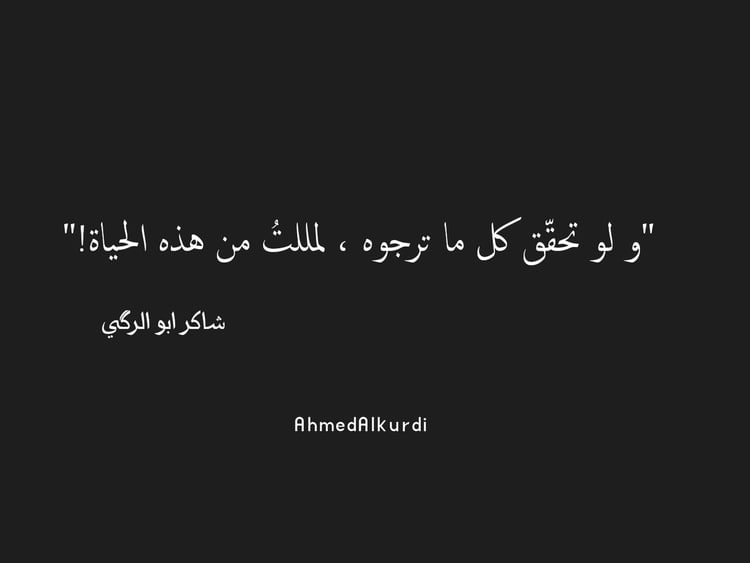 "و لو تحقّق كل ما ترجوه ، لمللتُ من هذه الحياة!"
شاكر ابو الرگي
AhmedAlkurdi